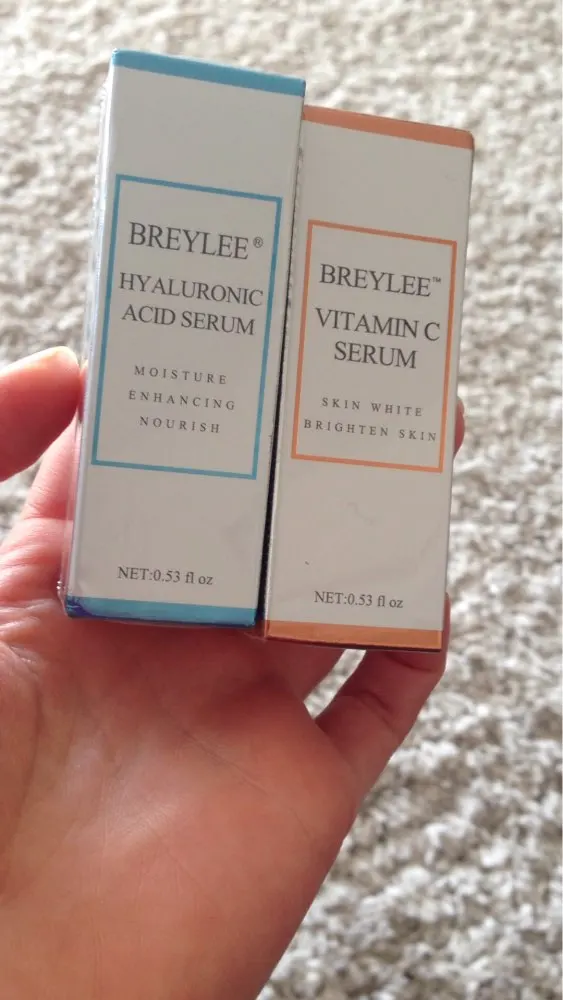 BREYLEE®
HYALURONIC
ACID SERUM
MOISTURE
ENHANCING
NOURISH
NET:0.53 fl oz
BREYLEE™
VITAMIN C
SERUM
SKIN WHITE
BRIGHTEN SKIN
NET:0.53 fl oz